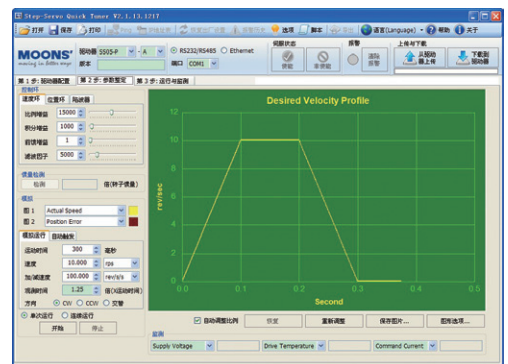 Step-Servo Quick Tuner V2.1.13.1217
打开 保存 打印 选项 脚本 语言(Language) 帮助 关于
MOONS'
moving in better ways
驱动器 SS05-P - A
RS232/RS485 Ethernet
版本
端口 COM1
伺服状态
使能 非使能
报警
清除报警
上传与下载
从驱动器上传
下载到驱动器
第 1 步: 驱动器配置 第 2 步: 参数整定 第 3 步: 运行与监测
控制环
速度环 位置环 陷波器
比例增益 15000
积分增益 1000
前馈增益 1
滤波因子 5000
惯量检测
检测 倍(转子惯量)
模拟
图 1 Actual Speed
图 2 Position Error
模拟运行 自动触发
运动时间 300 毫秒
速度 10.000 rps
加/减速度 100.000 rev/s/s
观测时间 1.25 倍(X运动时间)
方向 CW CCW 交替
单次运行 连续运行
开始 停止
Desired Velocity Profile
rev/sec
12
10
8
6
4
2
0
0.0 0.1 0.2 0.3 0.4 0.5
Second
自动调整比例 恢复 重新调整 保存图片... 图形选项...
监测
Supply Voltage Drive Temperature Command Current